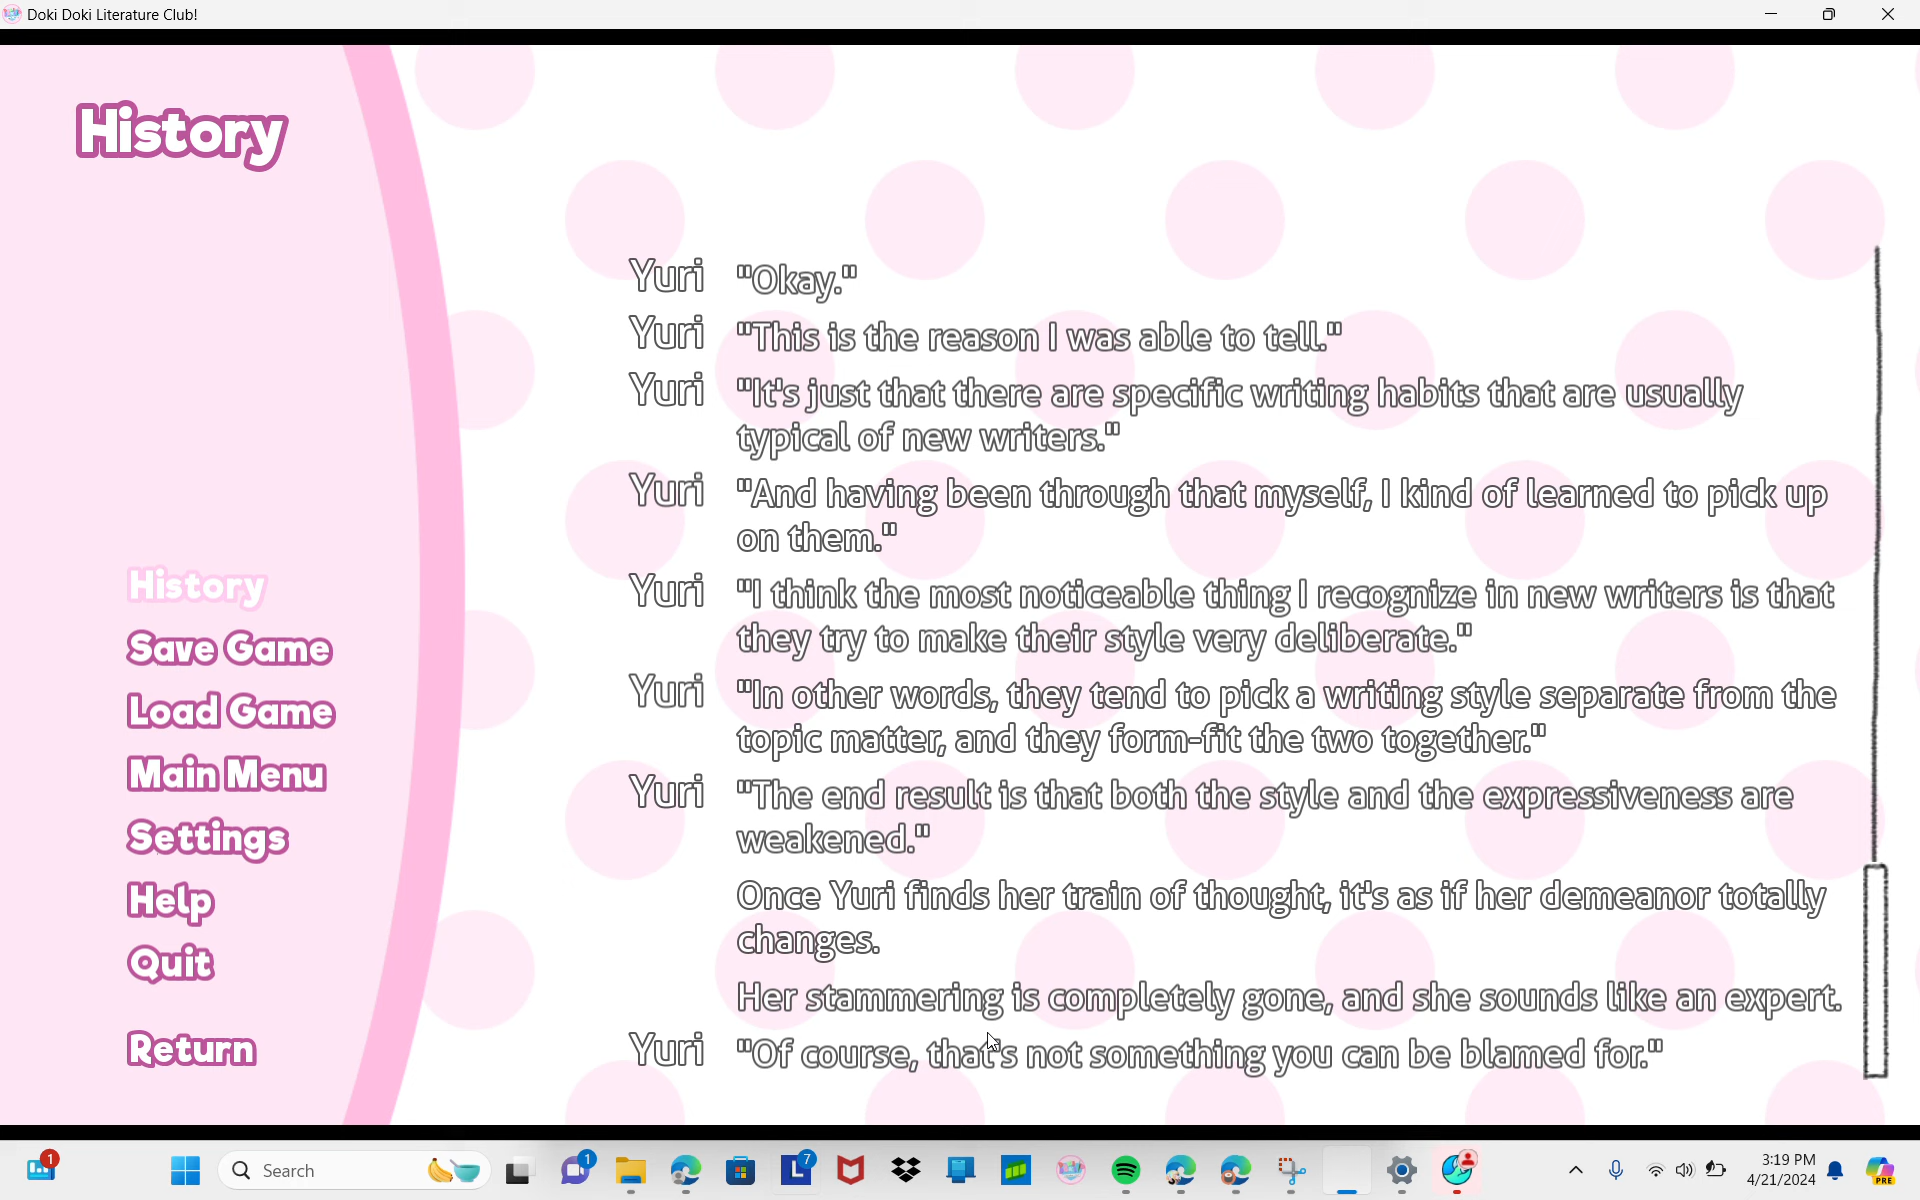 Doki Doki Literature Club!
History
Yuri "Okay."
Yuri "This is the reason I was able to tell."
Yuri "It's just that there are specific writing habits that are usually
typical of new writers."
Yuri "And having been through that myself, I kind of learned to pick up
on them."
Yuri "I think the most noticeable thing I recognize in new writers is that
they try to make their style very deliberate."
Yuri "In other words, they tend to pick a writing style separate from the
topic matter, and they form-fit the two together."
Yuri "The end result is that both the style and the expressiveness are
weakened."
Once Yuri finds her train of thought, it's as if her demeanor totally
changes.
Her stammering is completely gone, and she sounds like an expert.
Yuri "Of course, that's not something you can be blamed for."
History
Save Game
Load Game
Main Menu
Settings
Help
Quit
Return
1
Search
1
L 7
3:19 PM
4/21/2024
PRE